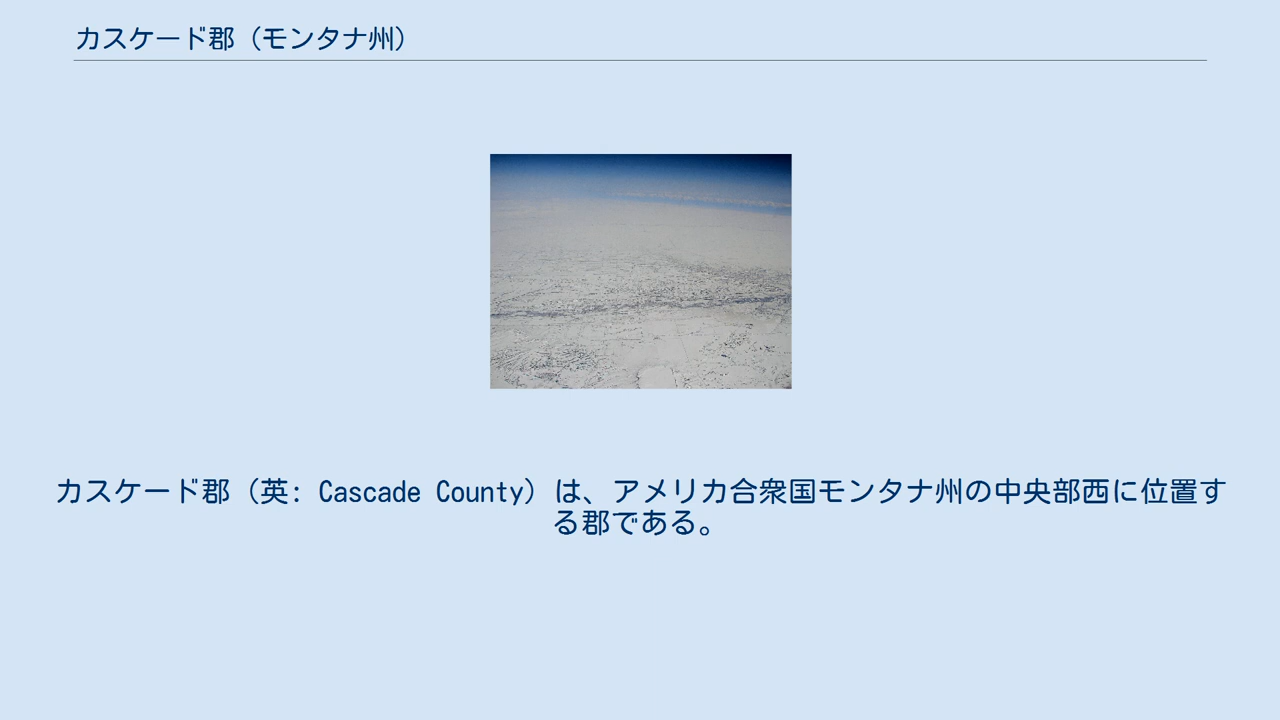 カスケード郡（モンタナ州）
カスケード郡（英: Cascade County）は、アメリカ合衆国モンタナ州の中央部西に位置す
る郡である。